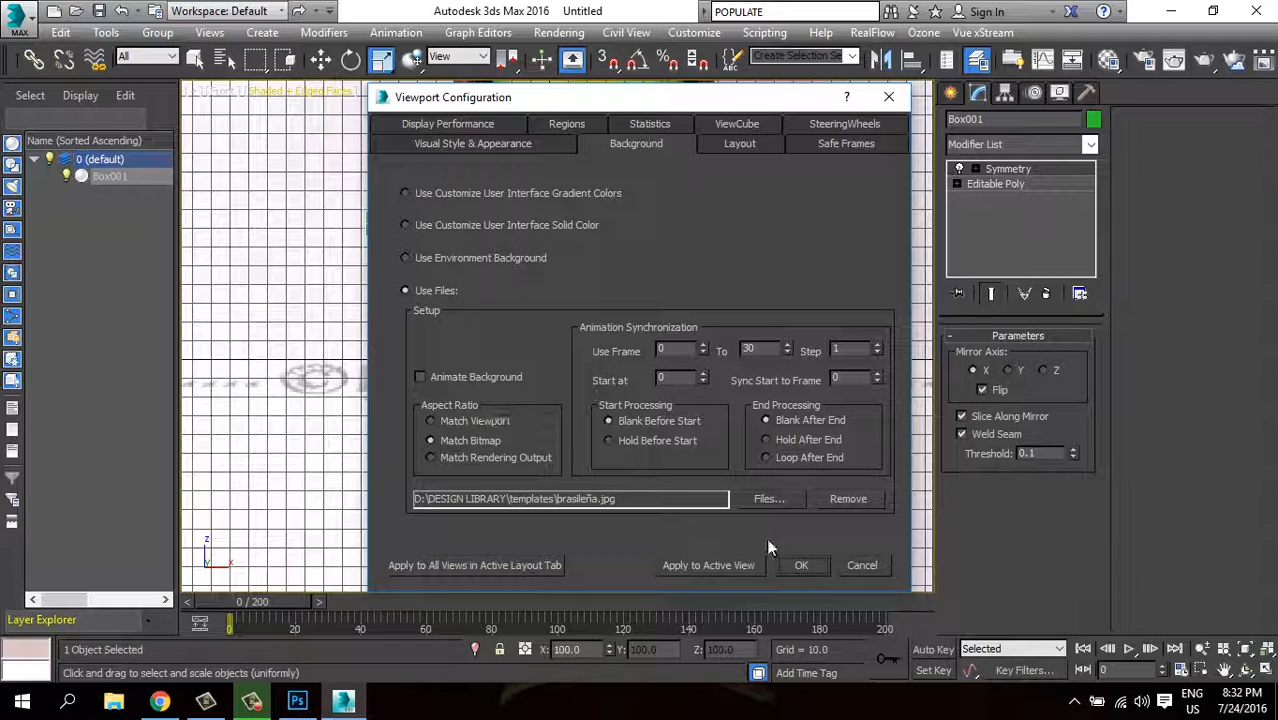 Workspace: Default
Autodesk 3ds Max 2016 Untitled
POPULATE
Sign In
MAX
Edit Tools Group Views Create Modifiers Animation Graph Editors Rendering Civil View Customize Scripting Help RealFlow Ozone Vue xStream
All
View
Create Selection Se
Select Display Edit
Name (Sorted Ascending)
0 (default)
Box001
Shaded + Edged Faces
Viewport Configuration
Display Performance Regions Statistics ViewCube SteeringWheels
Visual Style & Appearance Background Layout Safe Frames
Use Customize User Interface Gradient Colors
Use Customize User Interface Solid Color
Use Environment Background
Use Files:
Setup
Animation Synchronization
Use Frame 0 To 30 Step 1
Animate Background
Start at 0 Sync Start to Frame 0
Aspect Ratio
Match Viewport
Match Bitmap
Match Rendering Output
Start Processing
Blank Before Start
Hold Before Start
End Processing
Blank After End
Hold After End
Loop After End
D:\DESIGN LIBRARY\templates\brasileña.jpg
Files... Remove
Apply to All Views in Active Layout Tab Apply to Active View OK Cancel
Box001
Modifier List
Symmetry
Editable Poly
Parameters
Mirror Axis:
X Y Z
Flip
Slice Along Mirror
Weld Seam
Threshold: 0.1
z
x
y
0 / 200
Layer Explorer
0 20 40 60 80 100 120 140 160 180 200
1 Object Selected
X: 100.0 Y: 100.0 Z: 100.0 Grid = 10.0
Auto Key Selected
Click and drag to select and scale objects (uniformly)
Add Time Tag
Set Key Key Filters... 0
Ps
ENG
US
8:32 PM
7/24/2016